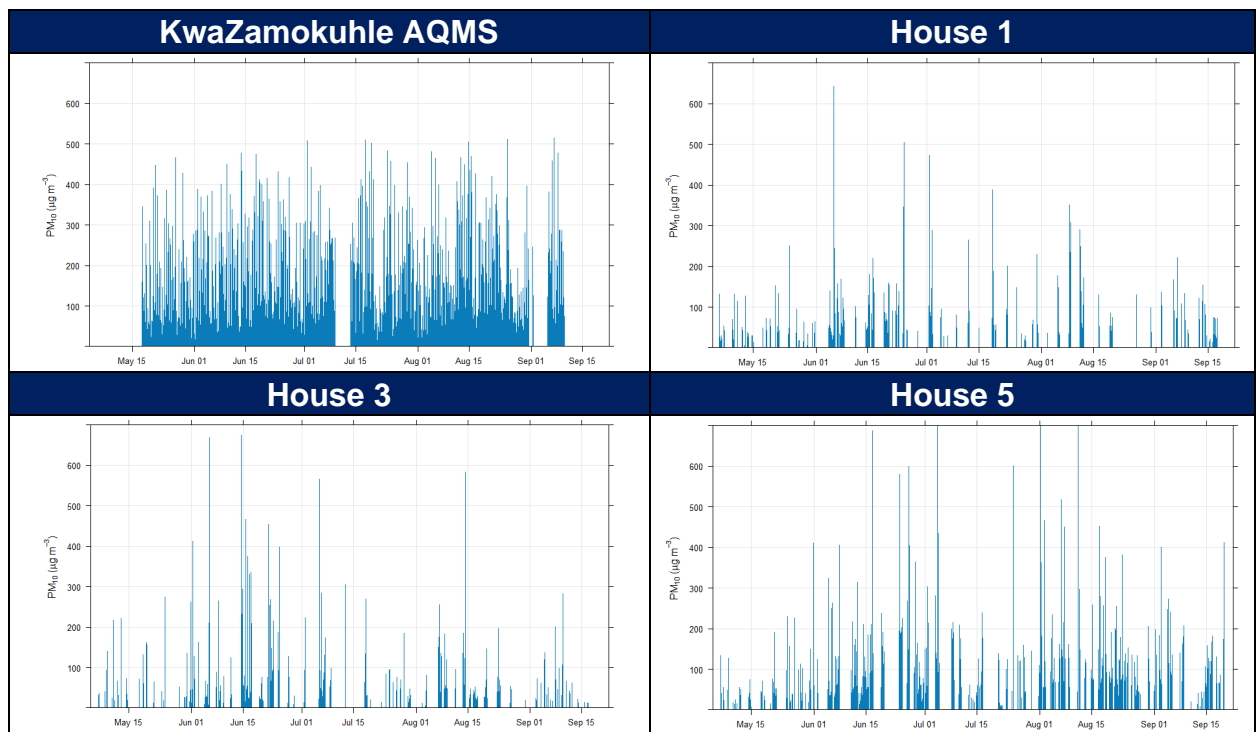 KwaZamokuhle AQMS
House 1
PM10 (µg m⁻³)
600
500
400
300
200
100
May 15 Jun 01 Jun 15 Jul 01 Jul 15 Aug 01 Aug 15 Sep 01 Sep 15
PM10 (µg m⁻³)
600
500
400
300
200
100
May 15 Jun 01 Jun 15 Jul 01 Jul 15 Aug 01 Aug 15 Sep 01 Sep 15
House 3
House 5
PM10 (µg m⁻³)
600
500
400
300
200
100
May 15 Jun 01 Jun 15 Jul 01 Jul 15 Aug 01 Aug 15 Sep 01 Sep 15
PM10 (µg m⁻³)
600
500
400
300
200
100
May 15 Jun 01 Jun 15 Jul 01 Jul 15 Aug 01 Aug 15 Sep 01 Sep 15